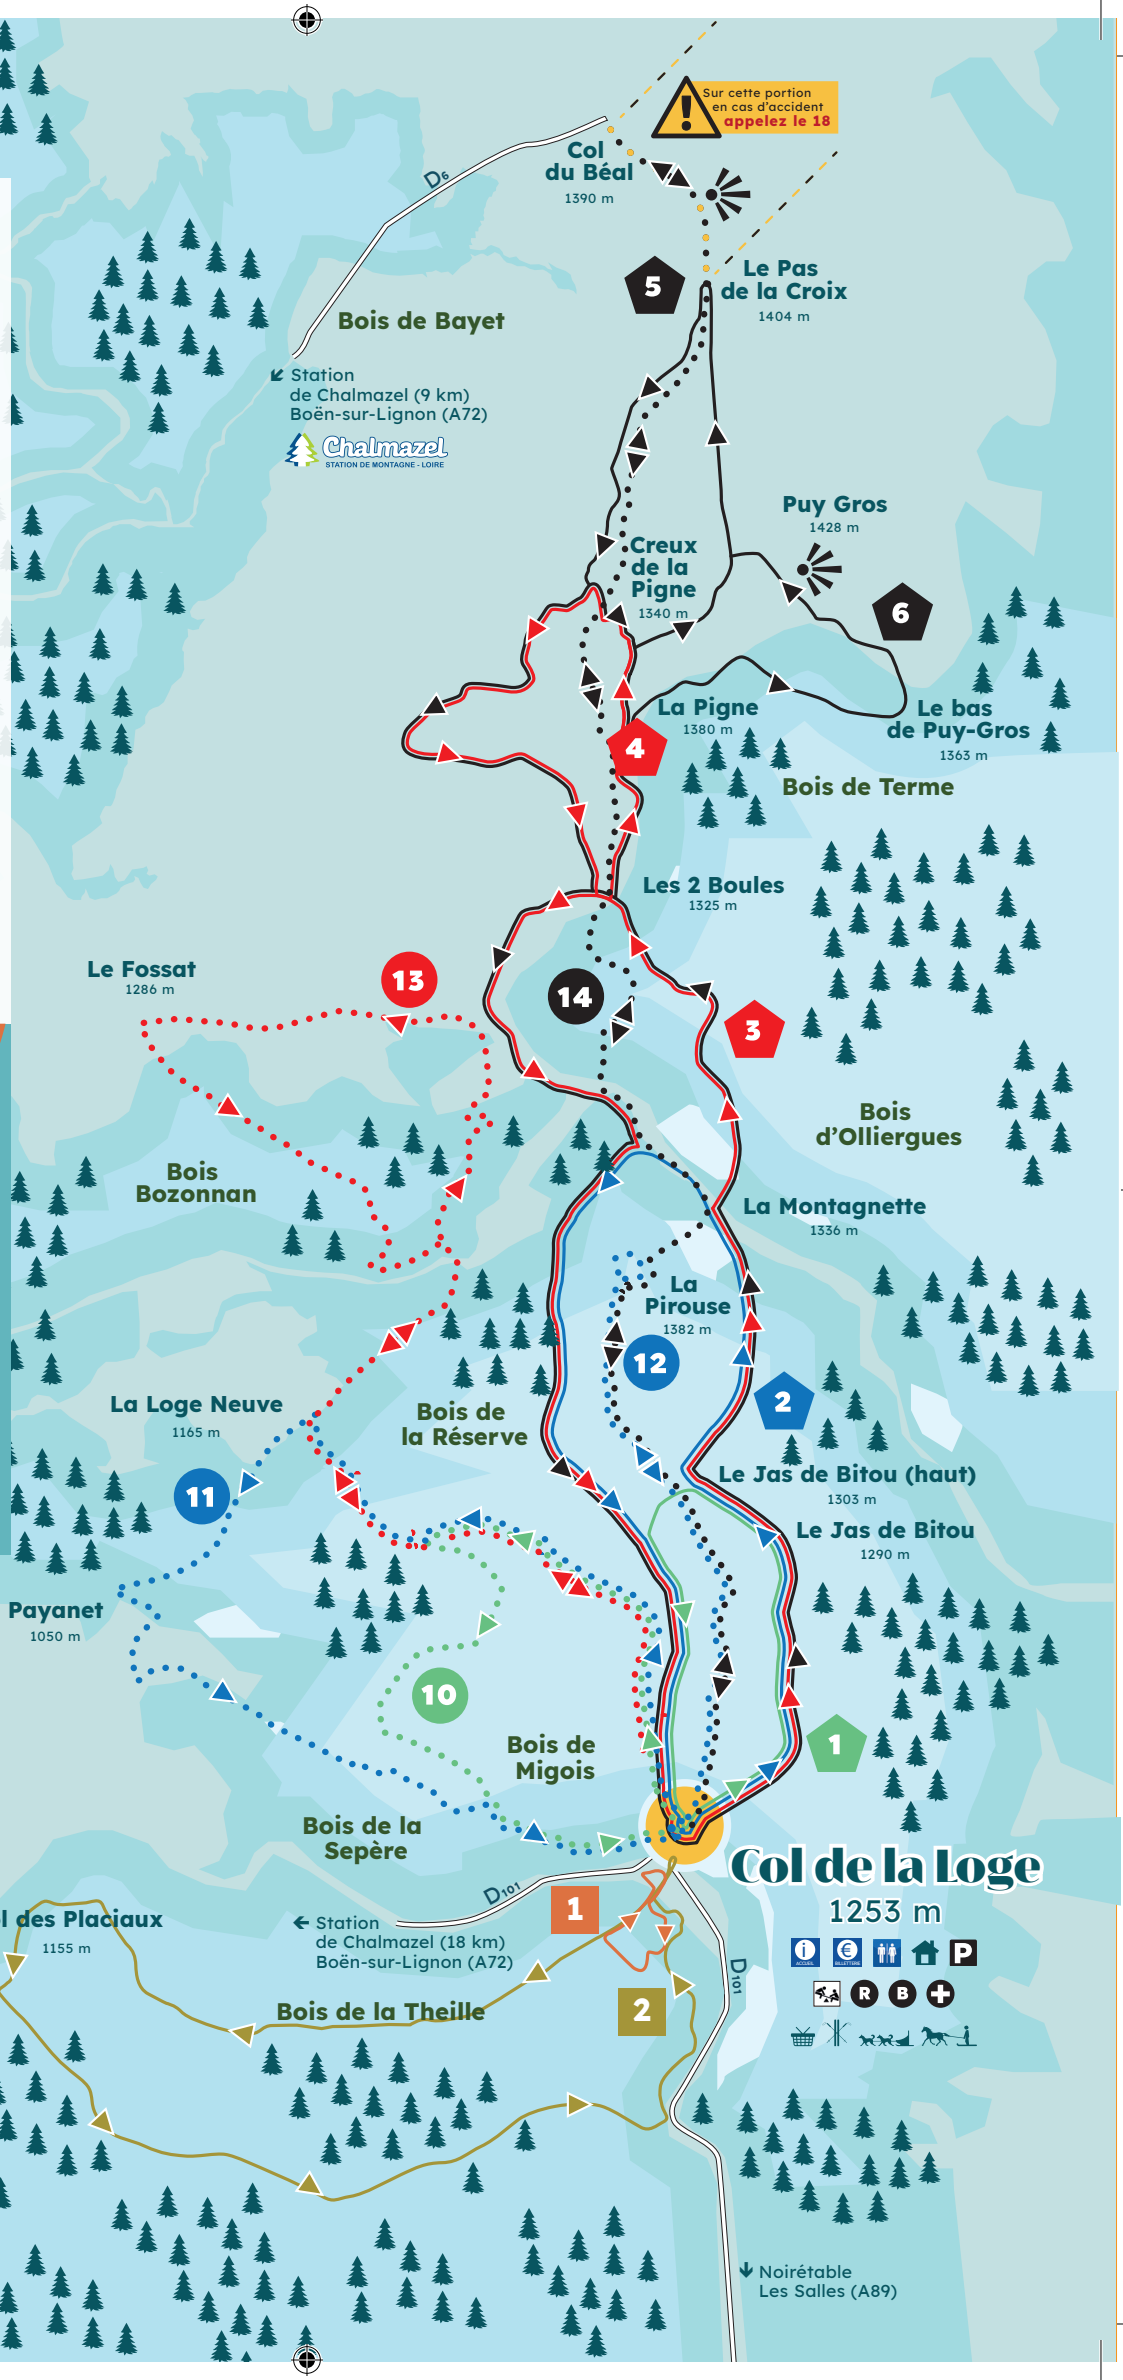 Sur cette portion
en cas d'accident
appelez le 18
Col
du Béal
1390 m
D6
5
Le Pas
de la Croix
1404 m
Bois de Bayet
Station
de Chalmazel (9 km)
Boën-sur-Lignon (A72)
Chalmazel
STATION DE MONTAGNE - LOIRE
Puy Gros
1428 m
Creux
de la
Pigne
1340 m
6
La Pigne
1380 m
Le bas
de Puy-Gros
1363 m
4
Bois de Terme
Les 2 Boules
1325 m
Le Fossat
1286 m
13
14
3
Bois
d'Olliergues
Bois
Bozonnan
La Montagnette
1336 m
La
Pirouse
1382 m
12
2
La Loge Neuve
1165 m
Bois de
la Réserve
Le Jas de Bitou (haut)
1303 m
11
Le Jas de Bitou
1290 m
Payanet
1050 m
10
1
Bois de
Migois
Bois de la
Sepère
Col de la Loge
1253 m
D101
1
l des Placiaux
1155 m
Station
de Chalmazel (18 km)
Boën-sur-Lignon (A72)
i
ACCUEIL
€
BILLETTERIE
P
R
B
D101
Bois de la Theille
2
Noirétable
Les Salles (A89)